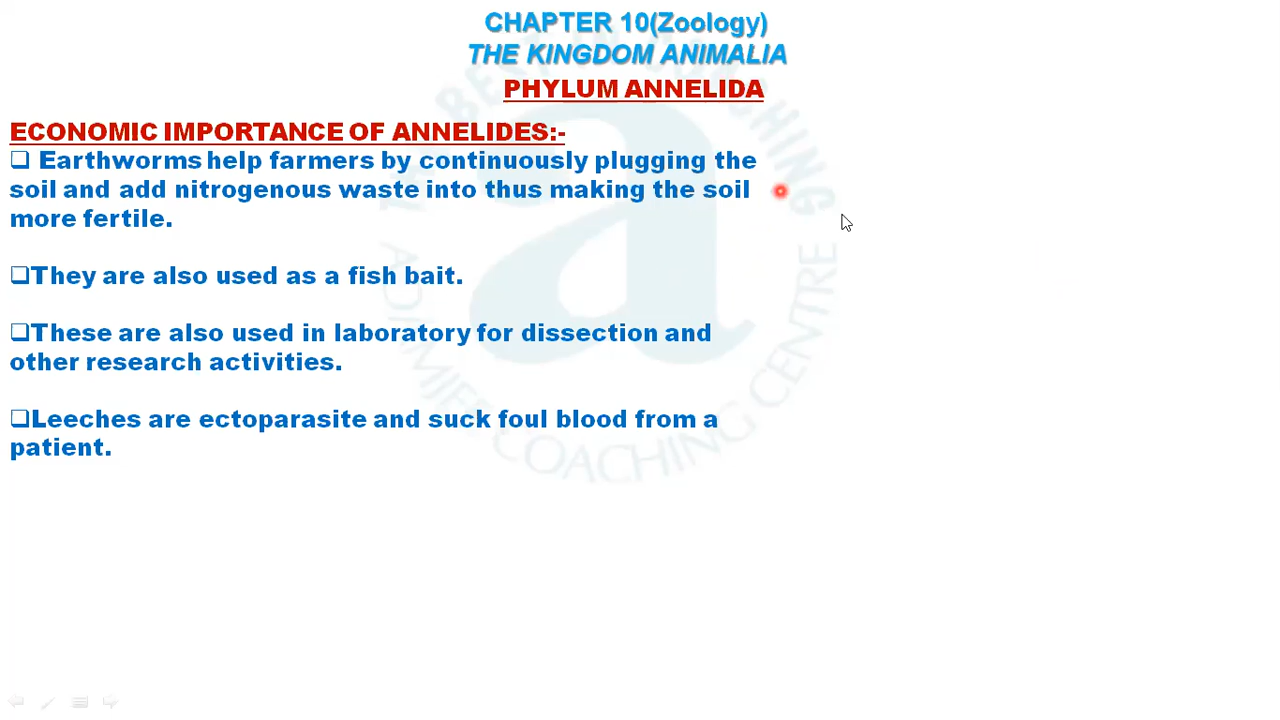 CHAPTER 10(Zoology)
THE KINGDOM ANIMALIA
PHYLUM ANNELIDA
ECONOMIC IMPORTANCE OF ANNELIDES:-
❑ Earthworms help farmers by continuously plugging the
soil and add nitrogenous waste into thus making the soil
more fertile.
❑They are also used as a fish bait.
❑These are also used in laboratory for dissection and
other research activities.
❑Leeches are ectoparasite and suck foul blood from a
patient.
a
ADAMJEE COACHING CENTRE